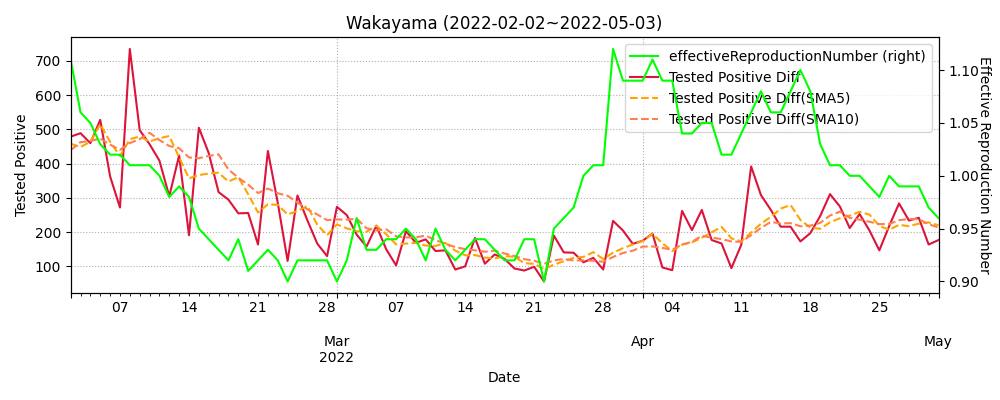 Wakayama (2022-02-02~2022-05-03)
effectiveReproductionNumber (right)
Tested Positive Diff
Tested Positive Diff(SMA5)
Tested Positive Diff(SMA10)
Tested Positive
700
600
500
400
300
200
100
1.10
1.05
1.00
0.95
0.90
Effective Reproduction Number
07 14 21 28 07 14 21 28 04 11 18 25
Mar Apr May
2022
Date